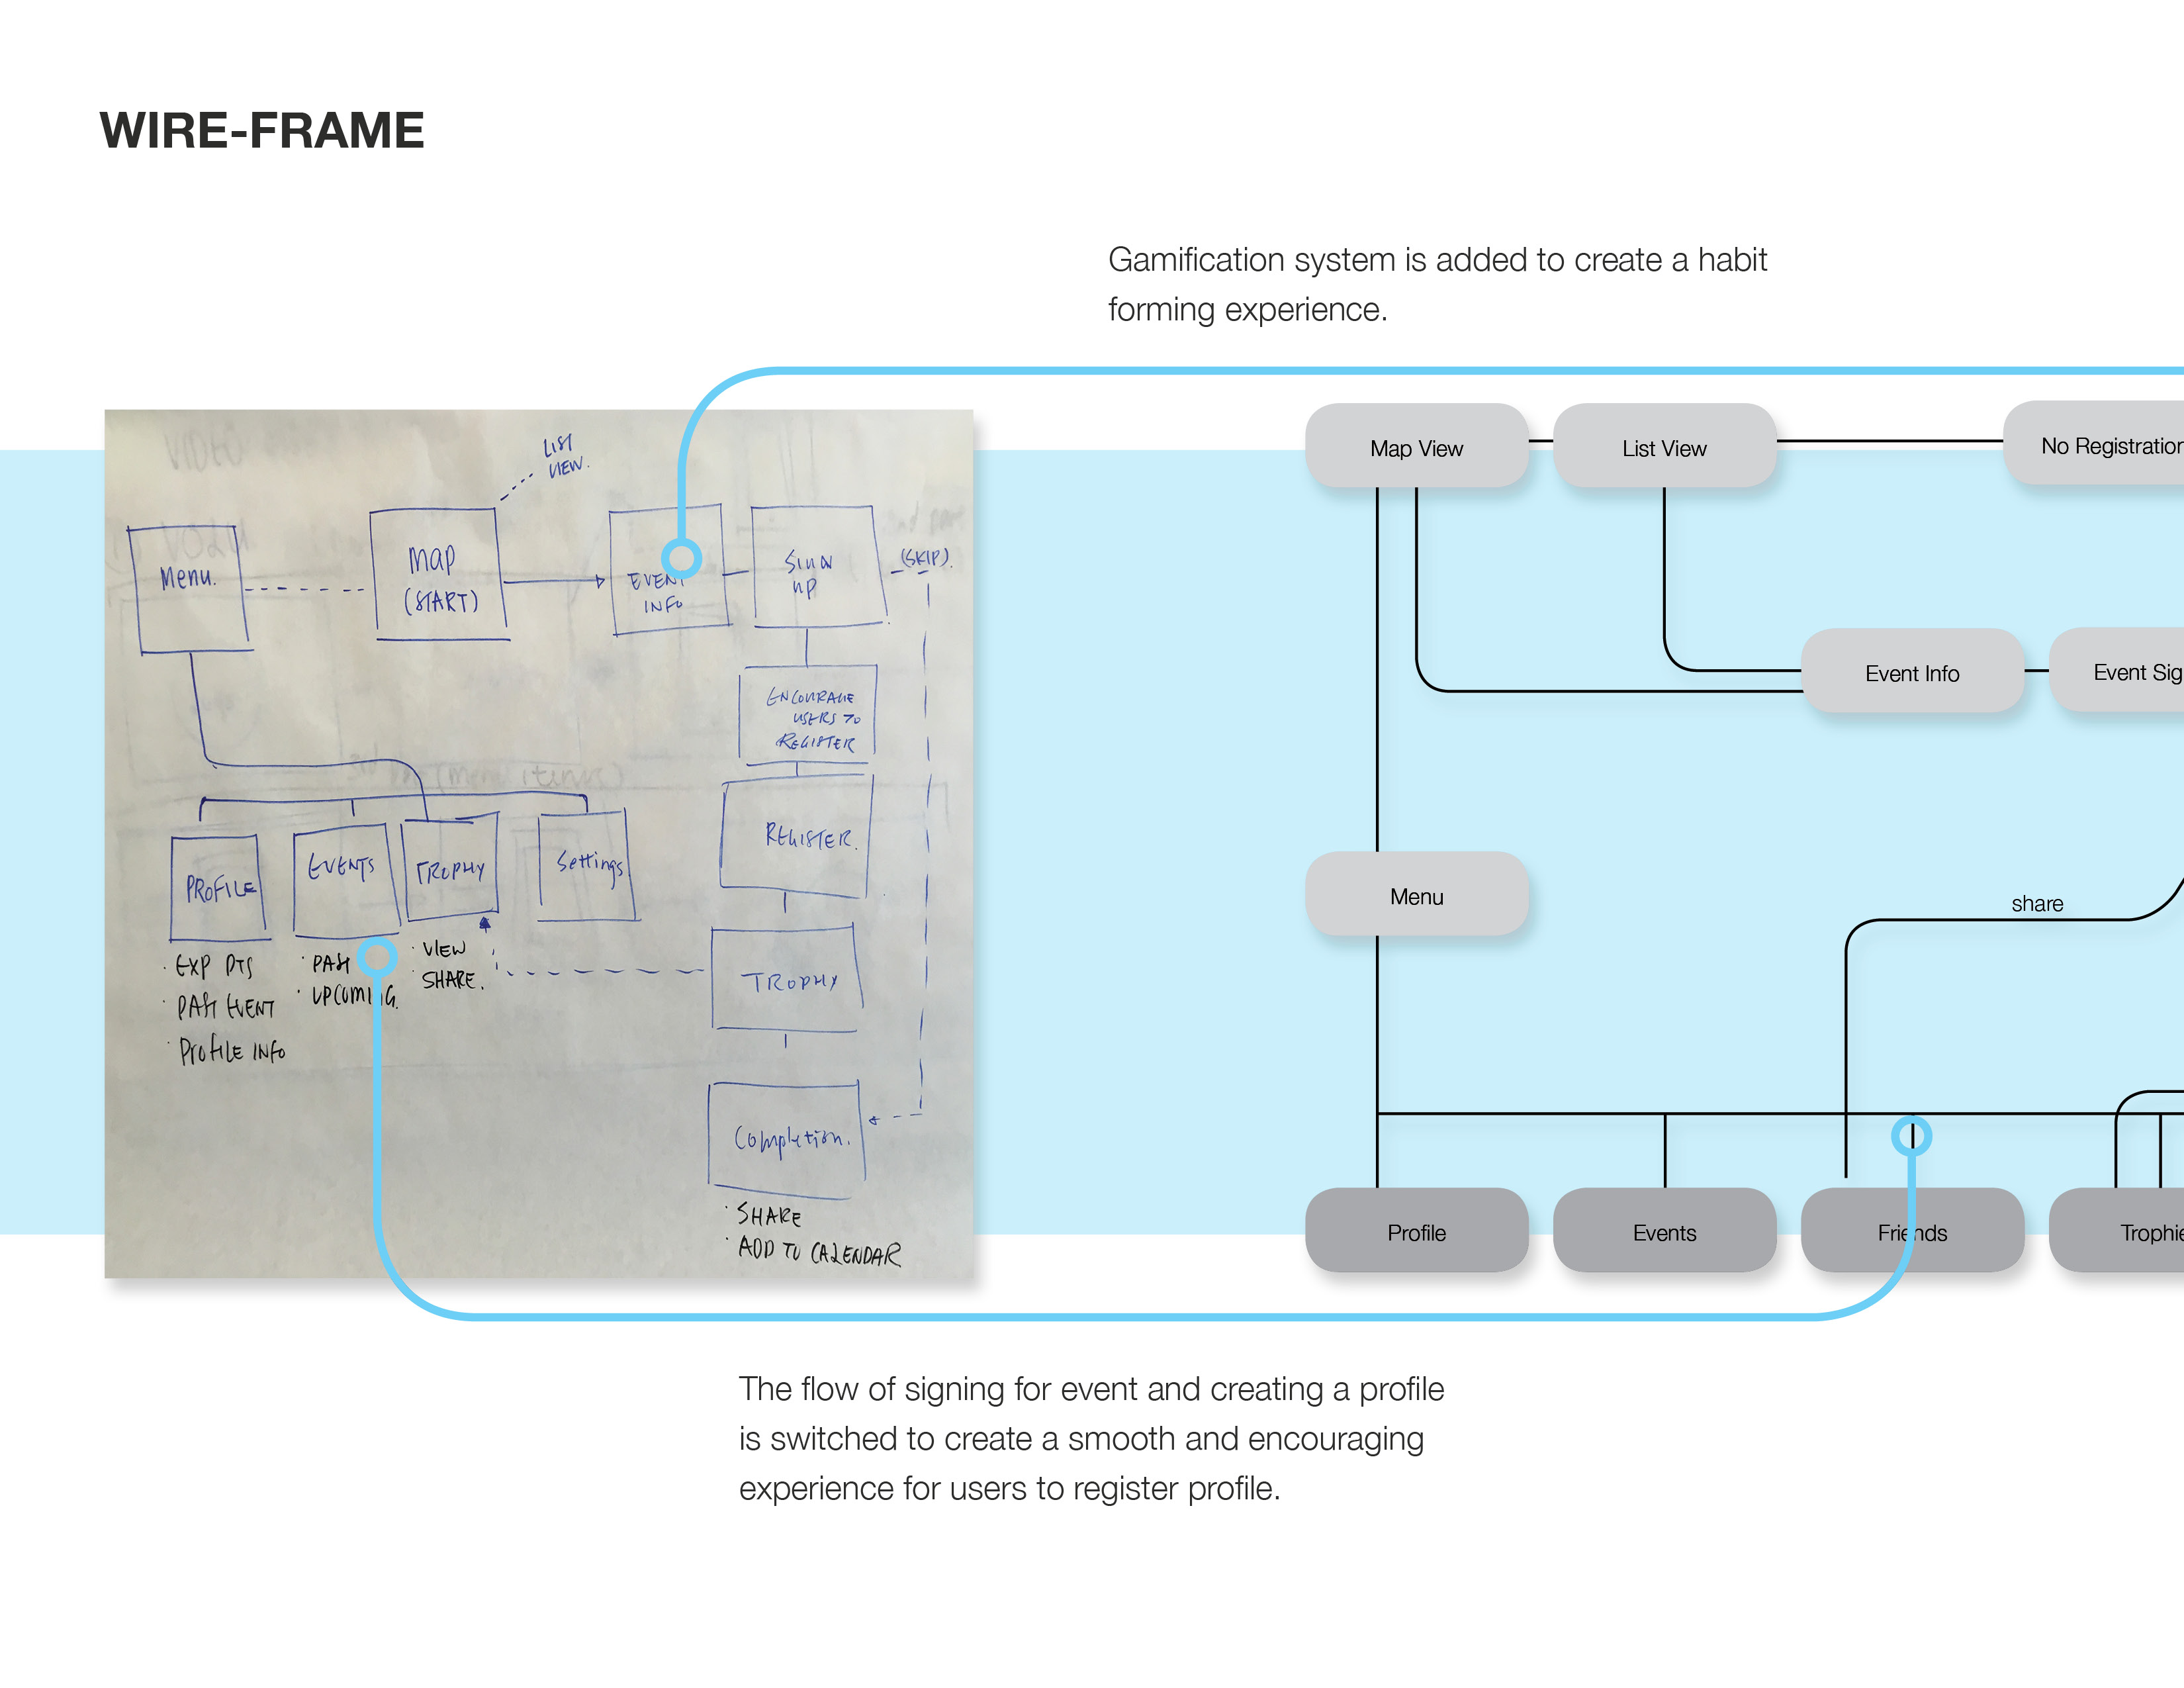 WIRE-FRAME
Gamification system is added to create a habit
forming experience.
LIST
VIEW.
Menu.
MAP
(START)
EVENT
INFO
SIGN
UP
(SKIP).
ENCOURAGE
USERS TO
REGISTER
REGISTER.
PROFILE
EVENTS
TROPHY
Settings
· EXP PTS
· PAST EVENT
· PROFILE INFO
· PAST
· UPCOMING.
· VIEW
· SHARE.
TROPHY
Completion.
· SHARE
· ADD TO CALENDAR
VIDEO
(Menu items)
Map View
List View
No Registration
Event Info
Event Sig
Menu
share
Profile
Events
Friends
Trophie
The flow of signing for event and creating a profile
is switched to create a smooth and encouraging
experience for users to register profile.